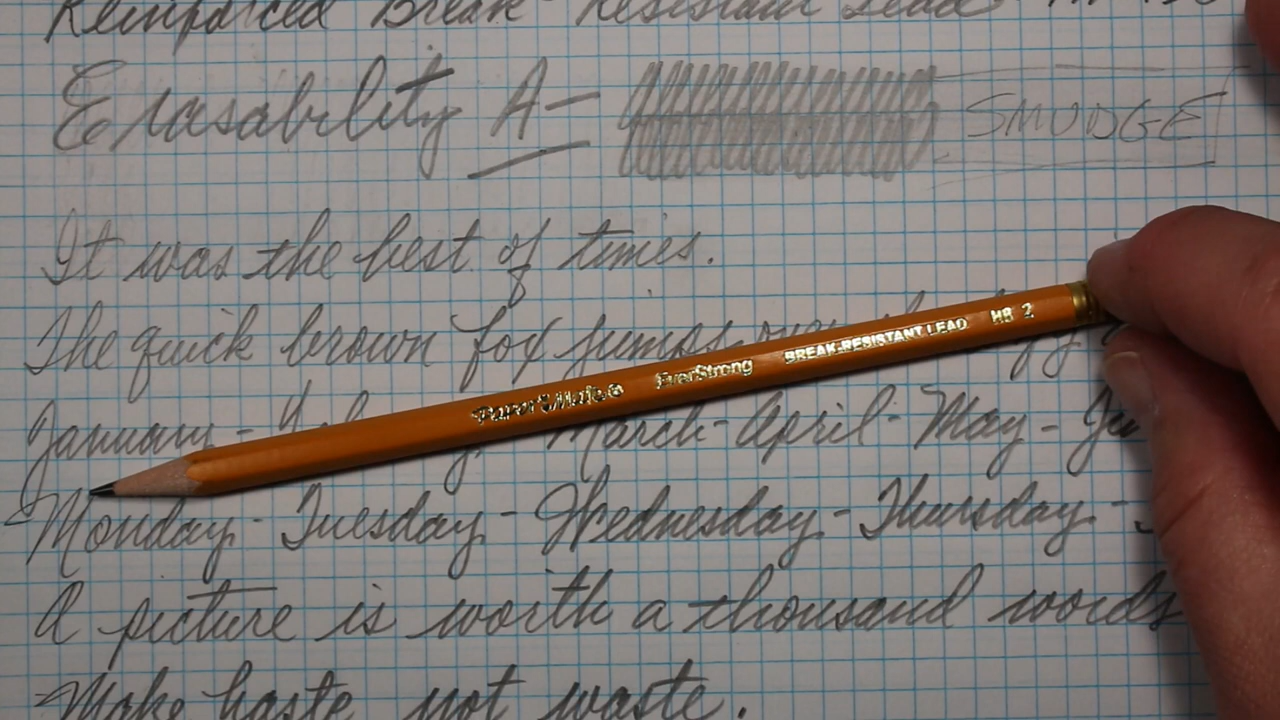 Reinforced Break Resistant Lead
Erasability A- SMUDGE
It was the best of times.
The quick brown fox jumps
PaperMate EverStrong BREAK-RESISTANT LEAD HB 2
January - March - April - May - Ju
Monday - Tuesday - Wednesday - Thursday -
A picture is worth a thousand words
Make haste not waste.